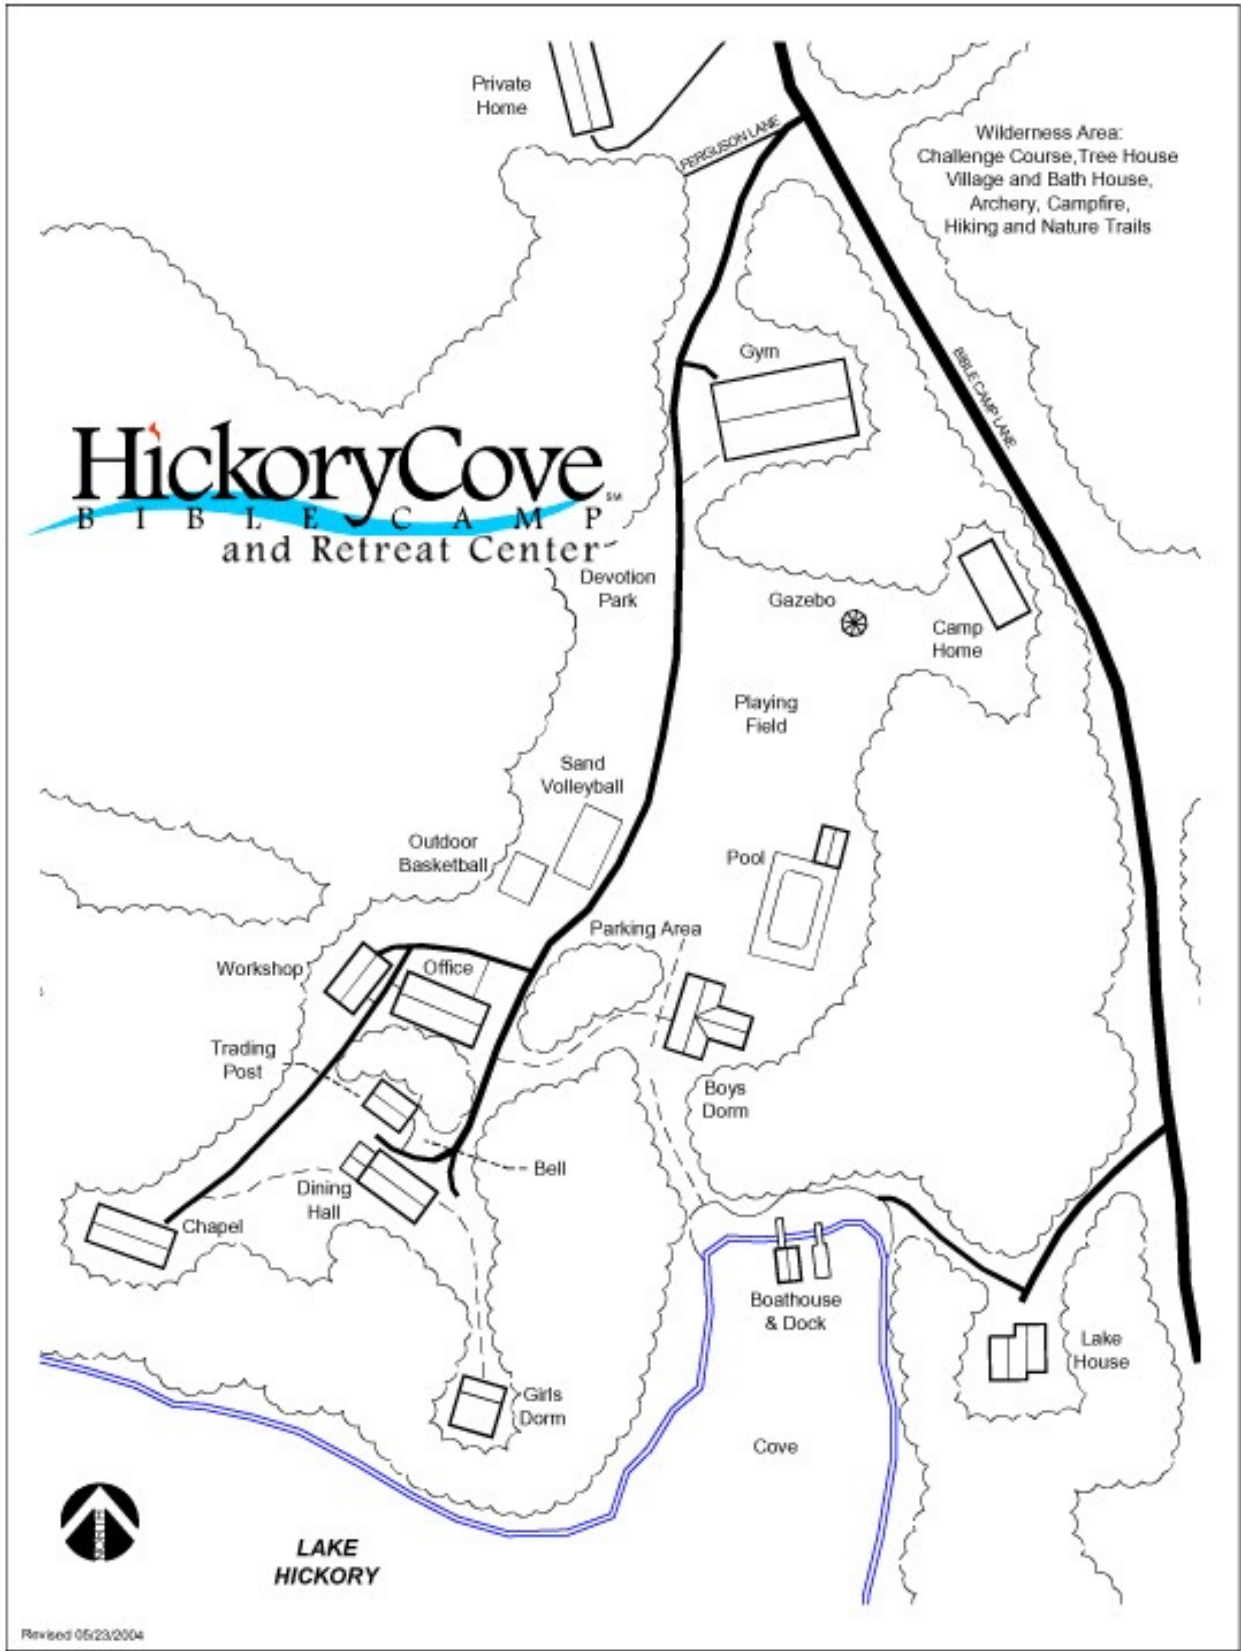 Private
Home
FERGUSON LANE
Wilderness Area:
Challenge Course,Tree House
Village and Bath House,
Archery, Campfire,
Hiking and Nature Trails
Gym
BIBLE CAMP LANE
HickoryCove SM
BIBLE CAMP
and Retreat Center
Devotion
Park
Gazebo
Camp
Home
Playing
Field
Sand
Volleyball
Outdoor
Basketball
Pool
Parking Area
Workshop
Office
Trading
Post
Boys
Dorm
Bell
Dining
Hall
Chapel
Boathouse
& Dock
Lake
House
Girls
Dorm
Cove
NORTH
LAKE
HICKORY
Revised 05/23/2004